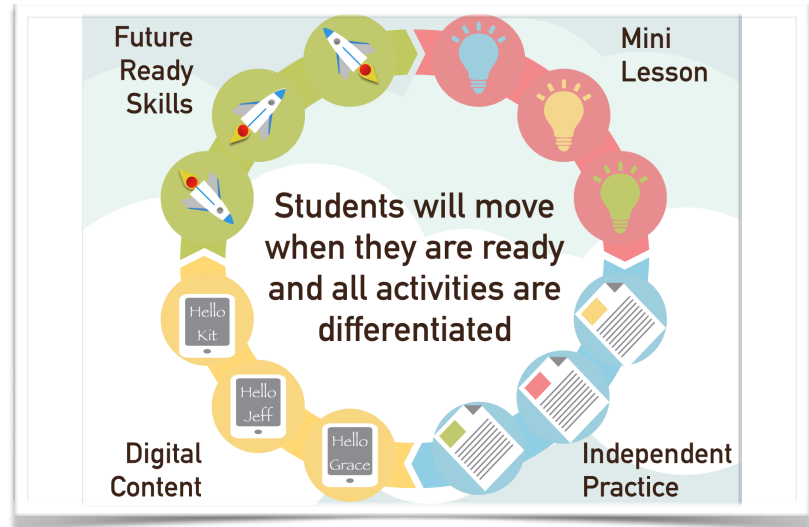 Future
Ready
Skills
Mini
Lesson
Students will move
when they are ready
and all activities are
differentiated
Hello
Kit
Hello
Jeff
Hello
Grace
Digital
Content
Independent
Practice